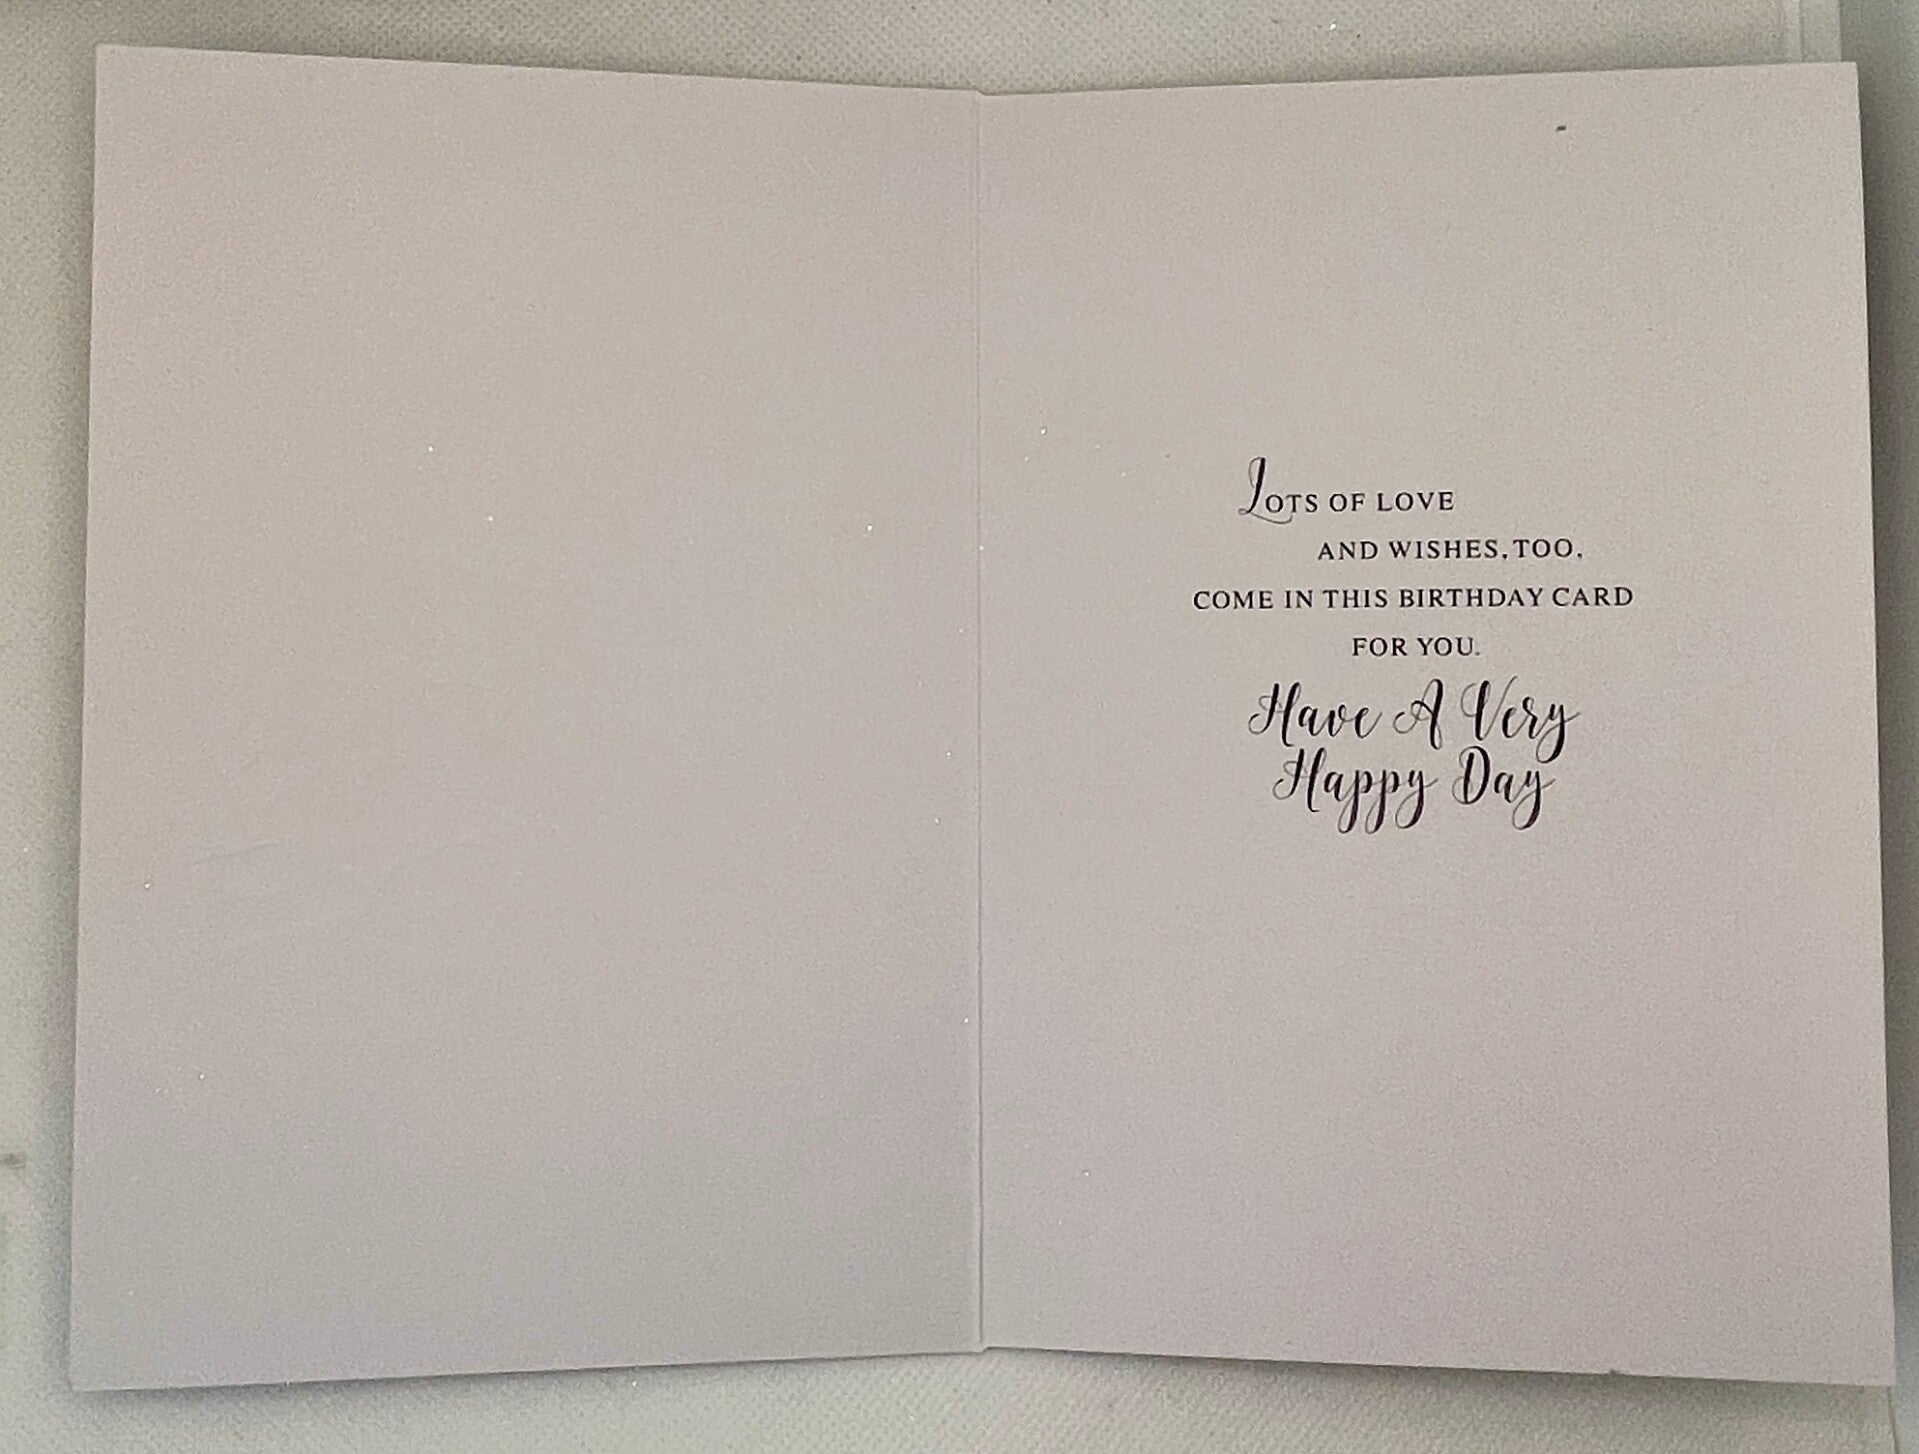 Lots of love
and wishes, too,
come in this birthday card
for you.
Have A Very
Happy Day